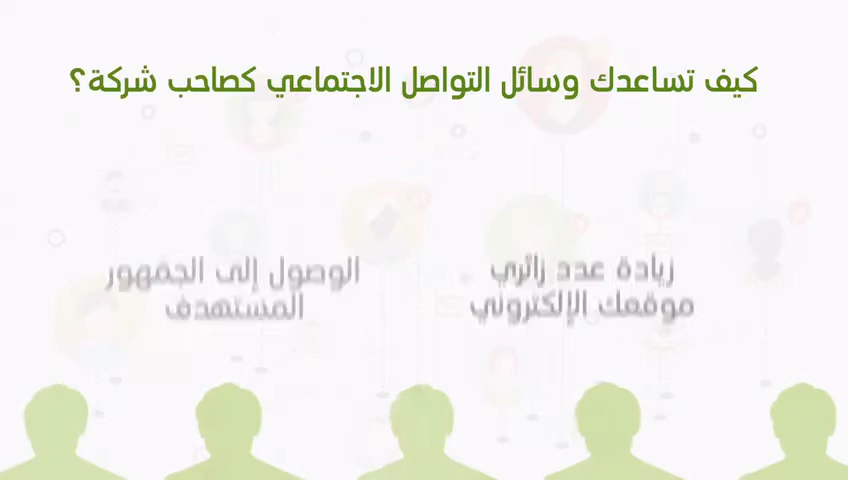 كيف تساعدك وسائل التواصل الاجتماعي كصاحب شركة؟
زيادة عدد زائري
موقعك الإلكتروني
الوصول إلى الجمهور
المستهدف